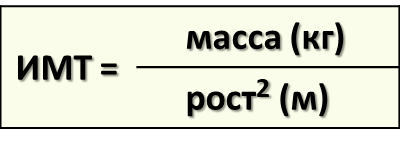 масса (кг)
ИМТ =
рост² (м)